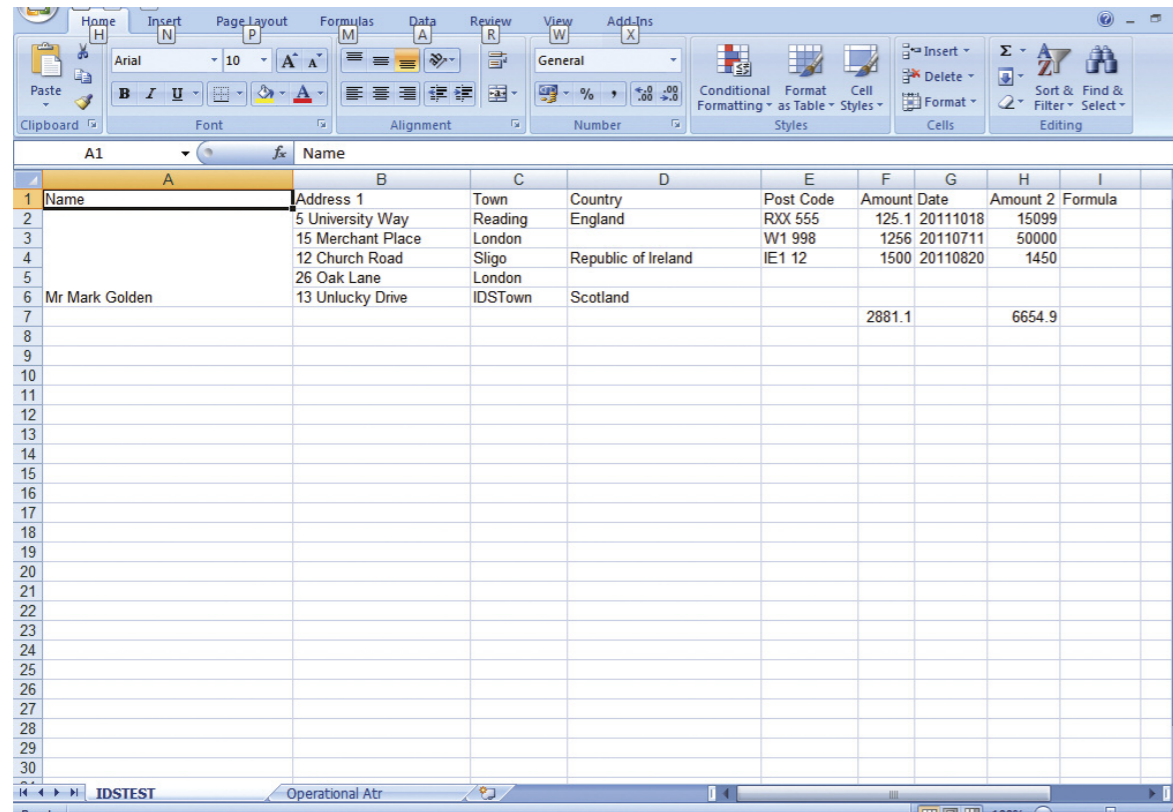 Home Insert Page Layout Formulas Data Review View Add-Ins
H N P M A R W X
Paste
Clipboard
Arial 10 A A
B I U A
Font
Alignment
General
% , .0 .00 .00 .0
Number
Conditional Formatting
Format as Table
Cell Styles
Styles
Insert
Delete
Format
Cells
Σ
Sort & Filter
Find & Select
Editing
A1 fx Name
A B C D E F G H I
1 Name Address 1 Town Country Post Code Amount Date Amount 2 Formula
2 5 University Way Reading England RXX 555 125.1 20111018 15099
3 15 Merchant Place London W1 998 1256 20110711 50000
4 12 Church Road Sligo Republic of Ireland IE1 12 1500 20110820 1450
5 26 Oak Lane London
6 Mr Mark Golden 13 Unlucky Drive IDSTown Scotland
7 2881.1 6654.9
8
9
10
11
12
13
14
15
16
17
18
19
20
21
22
23
24
25
26
27
28
29
30
IDSTEST Operational Atr